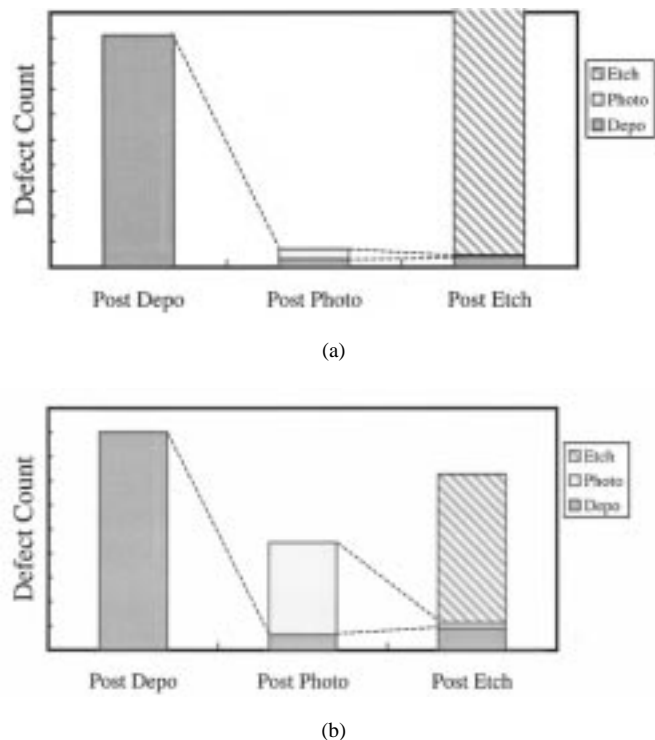 Defect Count
Etch
Photo
Depo
Post Depo
Post Photo
Post Etch
(a)
Defect Count
Etch
Photo
Depo
Post Depo
Post Photo
Post Etch
(b)